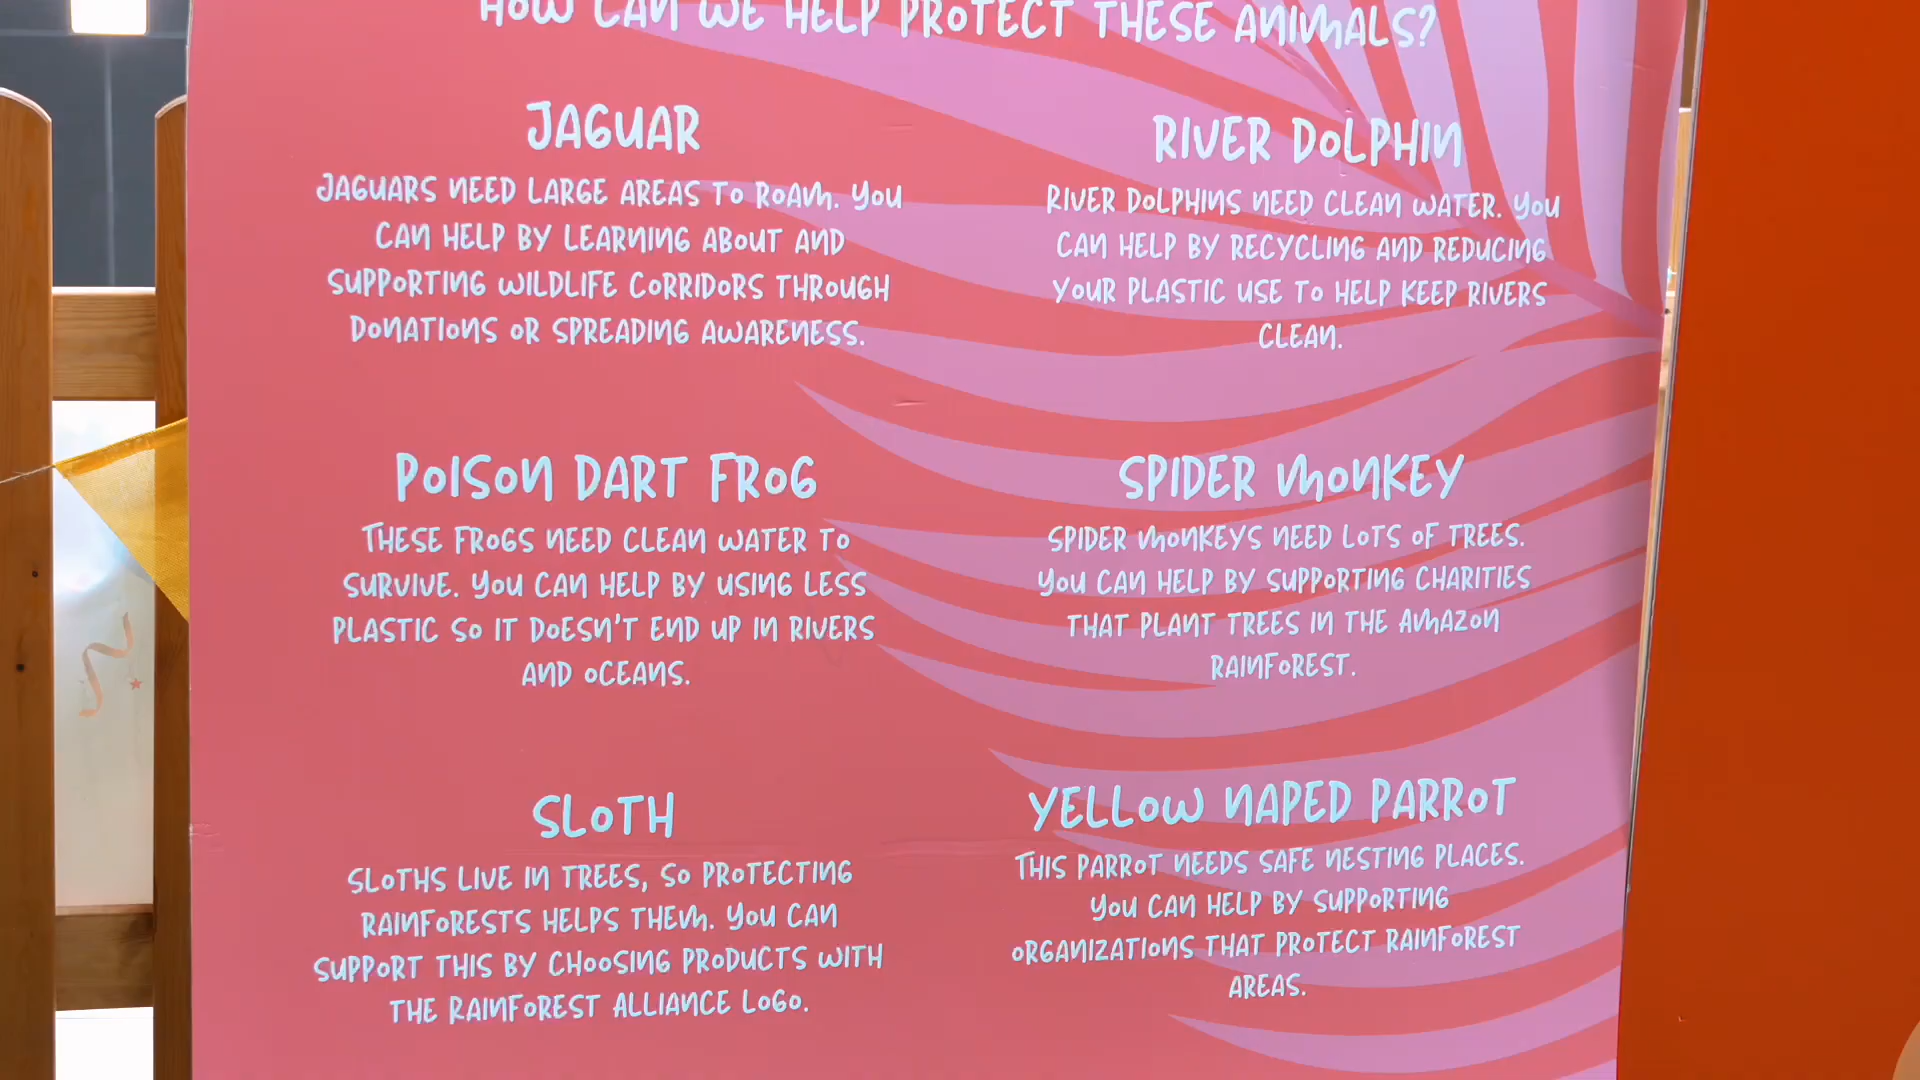 HOW CAN WE HELP PROTECT THESE ANIMALS?
JAGUAR
JAGUARS NEED LARGE AREAS TO ROAM. YOU
CAN HELP BY LEARNING ABOUT AND
SUPPORTING WILDLIFE CORRIDORS THROUGH
DONATIONS OR SPREADING AWARENESS.
RIVER DOLPHIN
RIVER DOLPHINS NEED CLEAN WATER. YOU
CAN HELP BY RECYCLING AND REDUCING
YOUR PLASTIC USE TO HELP KEEP RIVERS
CLEAN.
POISON DART FROG
THESE FROGS NEED CLEAN WATER TO
SURVIVE. YOU CAN HELP BY USING LESS
PLASTIC SO IT DOESN'T END UP IN RIVERS
AND OCEANS.
SPIDER MONKEY
SPIDER MONKEYS NEED LOTS OF TREES.
YOU CAN HELP BY SUPPORTING CHARITIES
THAT PLANT TREES IN THE AMAZON
RAINFOREST.
SLOTH
SLOTHS LIVE IN TREES, SO PROTECTING
RAINFORESTS HELPS THEM. YOU CAN
SUPPORT THIS BY CHOOSING PRODUCTS WITH
THE RAINFOREST ALLIANCE LOGO.
YELLOW NAPED PARROT
THIS PARROT NEEDS SAFE NESTING PLACES.
YOU CAN HELP BY SUPPORTING
ORGANIZATIONS THAT PROTECT RAINFOREST
AREAS.